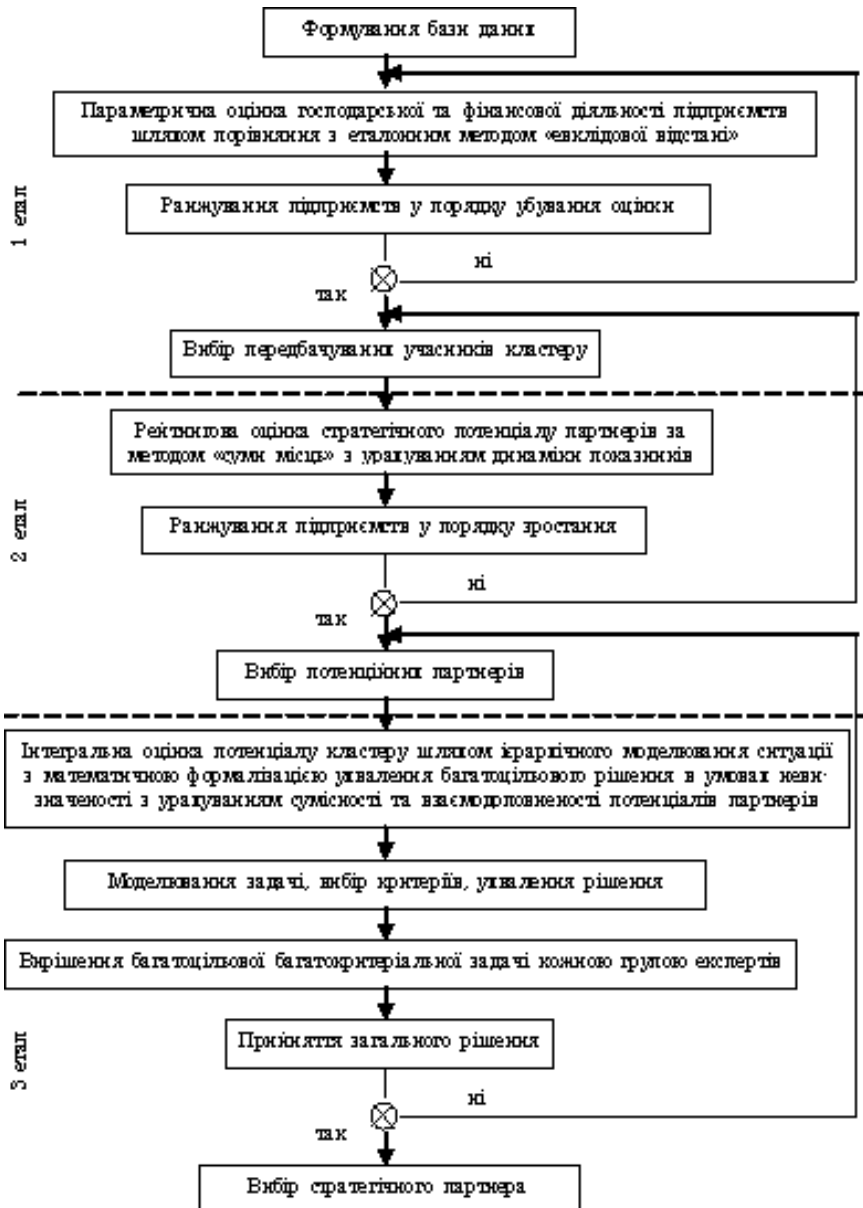 Формування бази даних
Параметрична оцінка господарської та фінансової діяльності підприємств
шляхом порівняння з еталонним методом «евклідової відстані»
1 етап
Ранжування підприємств у порядку убування оцінки
ні
так
Вибір передбачуваних учасників кластеру
Рейтингова оцінка стратегічного потенціалу партнерів за
методом «суми місць» з урахуванням динаміки показників
2 етап
Ранжування підприємств у порядку зростання
ні
так
Вибір потенційних партнерів
Інтегральна оцінка потенціалу кластеру шляхом ієрархічного моделювання ситуації
з математичною формалізацією ухвалення багатоцільового рішення в умовах неви-
значеності з урахуванням сумісності та взаємодоповненості потенціалів партнерів
Моделювання задачі, вибір критеріїв, ухвалення рішення
Вирішення багатоцільової багатокритеріальної задачі кожною групою експертів
3 етап
Прийняття загального рішення
ні
так
Вибір стратегічного партнера